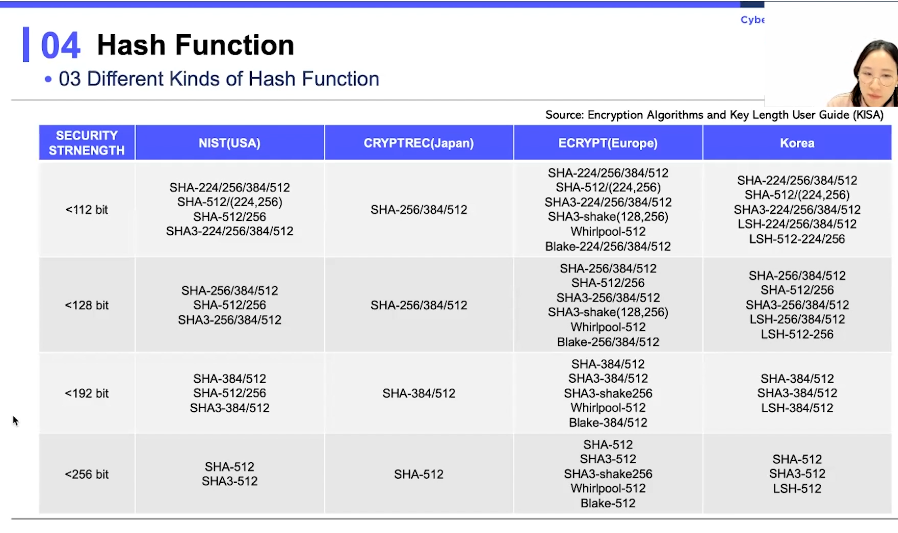 Cybe
04 Hash Function
• 03 Different Kinds of Hash Function
Source: Encryption Algorithms and Key Length User Guide (KISA)
SECURITY
STRNENGTH
NIST(USA)
CRYPTREC(Japan)
ECRYPT(Europe)
Korea
<112 bit
SHA-224/256/384/512
SHA-512/(224,256)
SHA-512/256
SHA3-224/256/384/512
SHA-256/384/512
SHA-224/256/384/512
SHA-512/(224,256)
SHA3-224/256/384/512
SHA3-shake(128,256)
Whirlpool-512
Blake-224/256/384/512
SHA-224/256/384/512
SHA-512/(224,256)
SHA3-224/256/384/512
LSH-224/256/384/512
LSH-512-224/256
<128 bit
SHA-256/384/512
SHA-512/256
SHA3-256/384/512
SHA-256/384/512
SHA-256/384/512
SHA-512/256
SHA3-256/384/512
SHA3-shake(128,256)
Whirlpool-512
Blake-256/384/512
SHA-256/384/512
SHA-512/256
SHA3-256/384/512
LSH-256/384/512
LSH-512-256
<192 bit
SHA-384/512
SHA-512/256
SHA3-384/512
SHA-384/512
SHA-384/512
SHA3-384/512
SHA3-shake256
Whirlpool-512
Blake-384/512
SHA-384/512
SHA3-384/512
LSH-384/512
<256 bit
SHA-512
SHA3-512
SHA-512
SHA-512
SHA3-512
SHA3-shake256
Whirlpool-512
Blake-512
SHA-512
SHA3-512
LSH-512